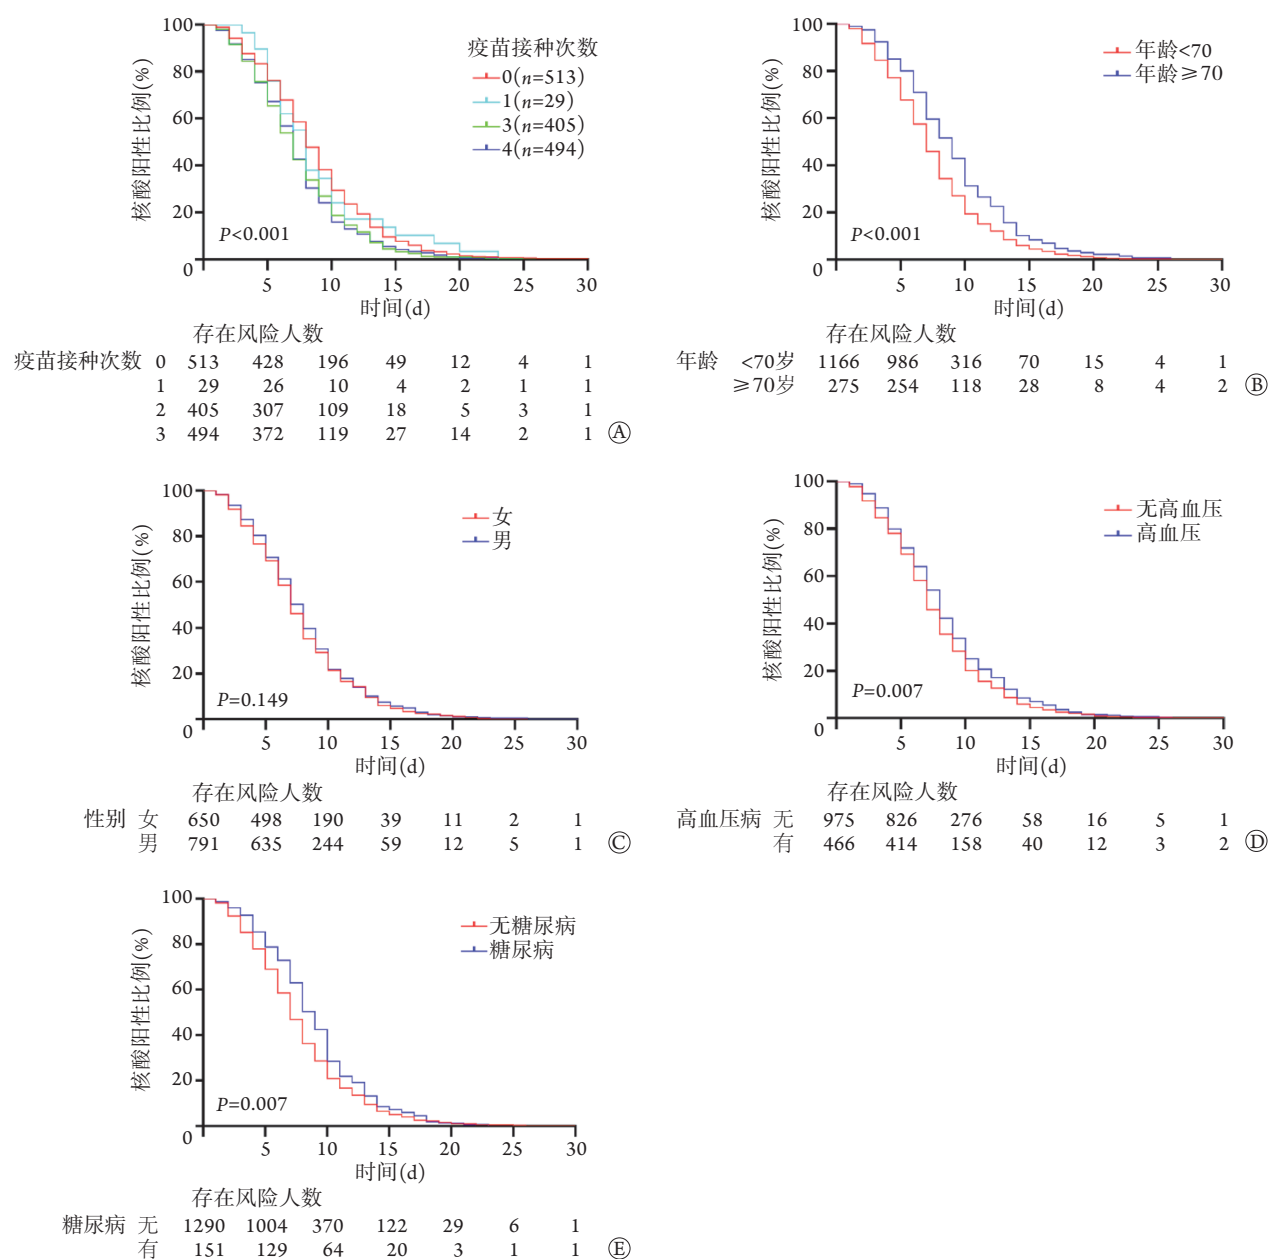 100
80
60
40
20
0
核酸阳性比例(%)
疫苗接种次数
0(n=513)
1(n=29)
3(n=405)
4(n=494)
P<0.001
5 10 15 20 25 30
时间(d)
存在风险人数
疫苗接种次数 0 513 428 196 49 12 4 1
1 29 26 10 4 2 1 1
2 405 307 109 18 5 3 1
3 494 372 119 27 14 2 1 Ⓐ
100
80
60
40
20
0
核酸阳性比例(%)
年龄<70
年龄≥70
P<0.001
5 10 15 20 25 30
时间(d)
存在风险人数
年龄 <70岁 1166 986 316 70 15 4 1
≥70岁 275 254 118 28 8 4 2 Ⓑ
100
80
60
40
20
0
核酸阳性比例(%)
女
男
P=0.149
5 10 15 20 25 30
时间(d)
存在风险人数
性别 女 650 498 190 39 11 2 1
男 791 635 244 59 12 5 1 Ⓒ
100
80
60
40
20
0
核酸阳性比例(%)
无高血压
高血压
P=0.007
5 10 15 20 25 30
时间(d)
存在风险人数
高血压病 无 975 826 276 58 16 5 1
有 466 414 158 40 12 3 2 Ⓓ
100
80
60
40
20
0
核酸阳性比例(%)
无糖尿病
糖尿病
P=0.007
5 10 15 20 25 30
时间(d)
存在风险人数
糖尿病 无 1290 1004 370 122 29 6 1
有 151 129 64 20 3 1 1 Ⓔ